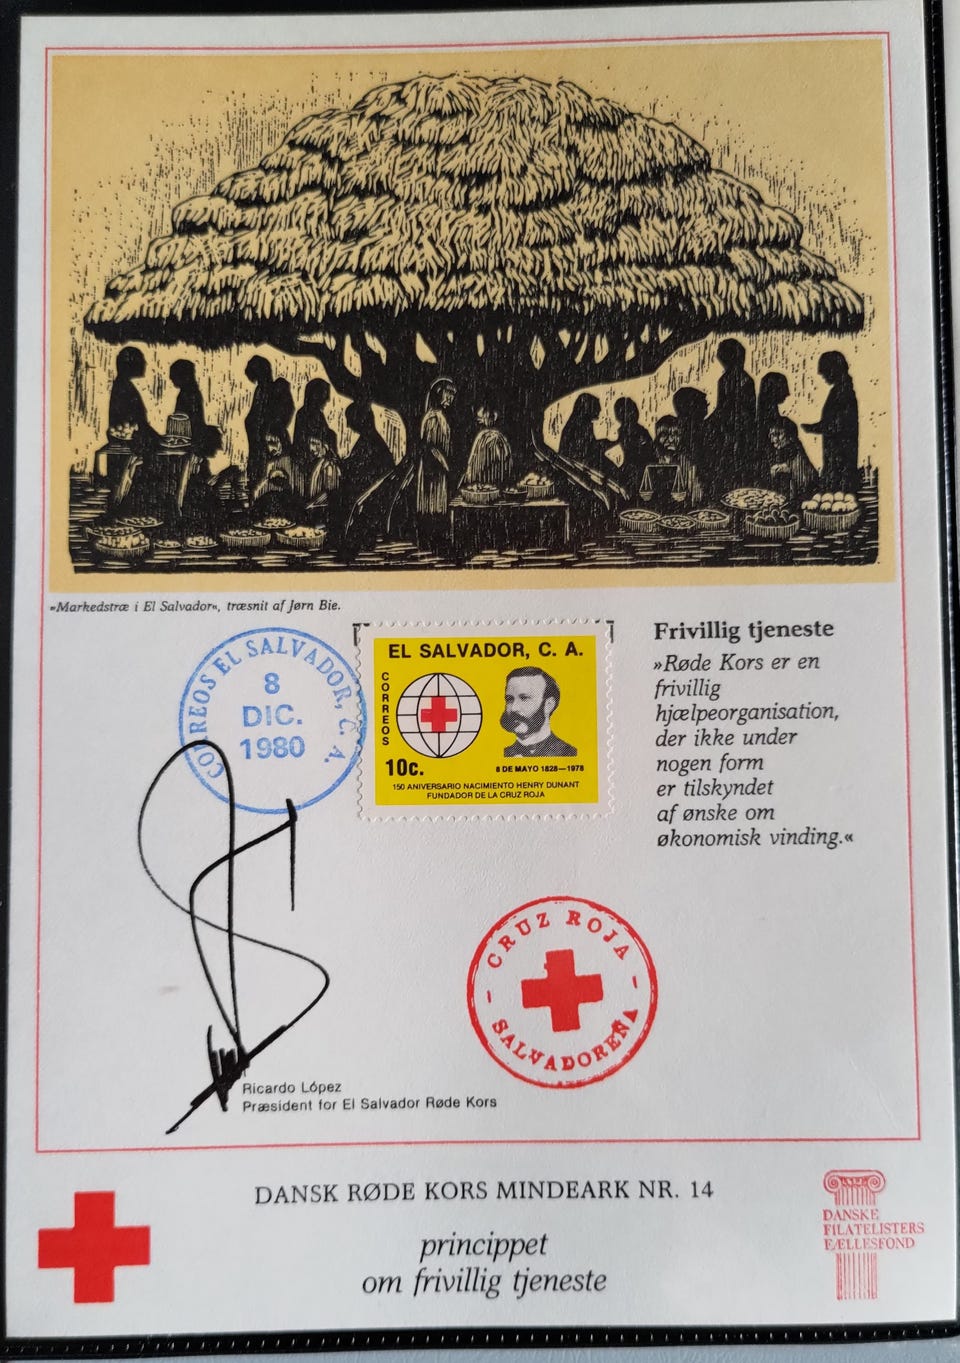 »Markedstræ i El Salvador«, træsnit af Jørn Bie.
CORREOS EL SALVADOR, C. A.
8
DIC.
1980
EL SALVADOR, C. A.
CORREOS
10c.
8 DE MAYO 1828—1978
150 ANIVERSARIO NACIMIENTO HENRY DUNANT
FUNDADOR DE LA CRUZ ROJA
Frivillig tjeneste
»Røde Kors er en
frivillig
hjælpeorganisation,
der ikke under
nogen form
er tilskyndet
af ønske om
økonomisk vinding.«
CRUZ ROJA
- SALVADOREÑA -
Ricardo López
Præsident for El Salvador Røde Kors
DANSK RØDE KORS MINDEARK NR. 14
princippet
om frivillig tjeneste
DANSKE
FILATELISTERS
FÆLLESFOND